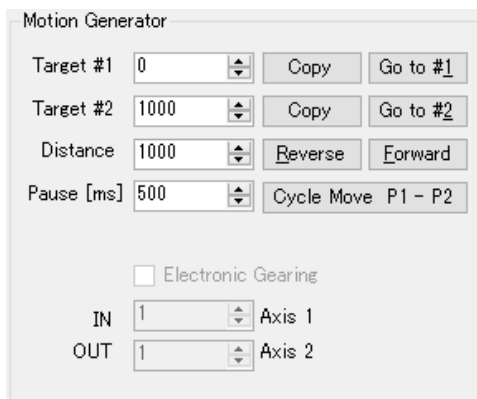 Motion Generator
Target #1 0 Copy Go to #1
Target #2 1000 Copy Go to #2
Distance 1000 Reverse Forward
Pause [ms] 500 Cycle Move P1 - P2
Electronic Gearing
IN 1 Axis 1
OUT 1 Axis 2